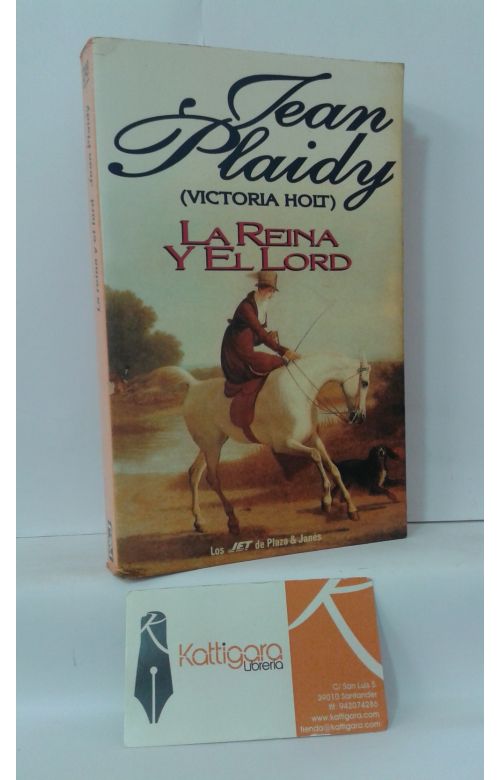 Jean
Plaidy
(VICTORIA HOLT)
LA REINA
Y EL LORD
Los JET de Plaza & Janés
La reina y el lord Jean Plaidy
Kattigara
Librería
C/ San Luis 5
39010 Santander
tlf: 942074286
www.kattigara.com
tienda@kattigara.com